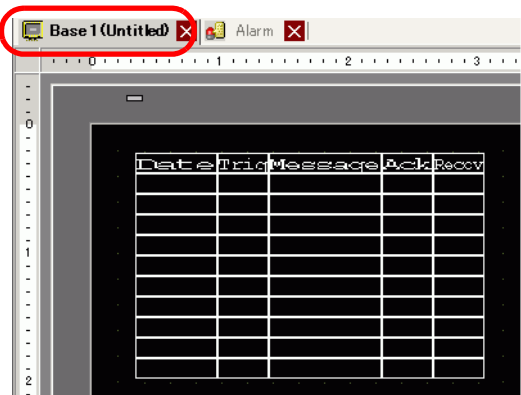 Base 1 (Untitled) Alarm
0 1 2 3
0
Date Trig Message Ack Recov
1
2